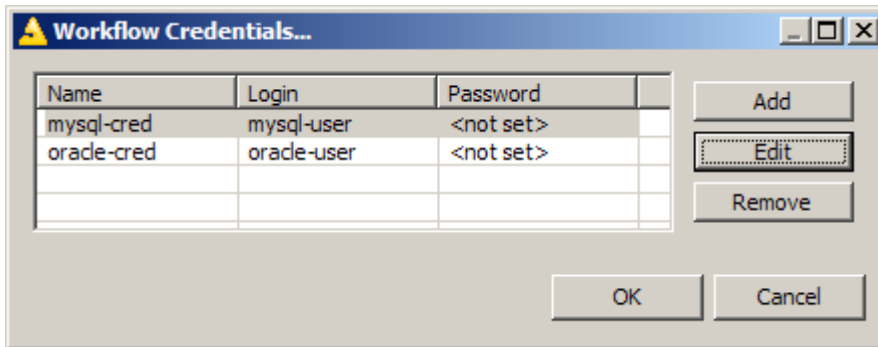 Workflow Credentials...
Name Login Password
mysql-cred mysql-user <not set>
oracle-cred oracle-user <not set>
Add
Edit
Remove
OK Cancel